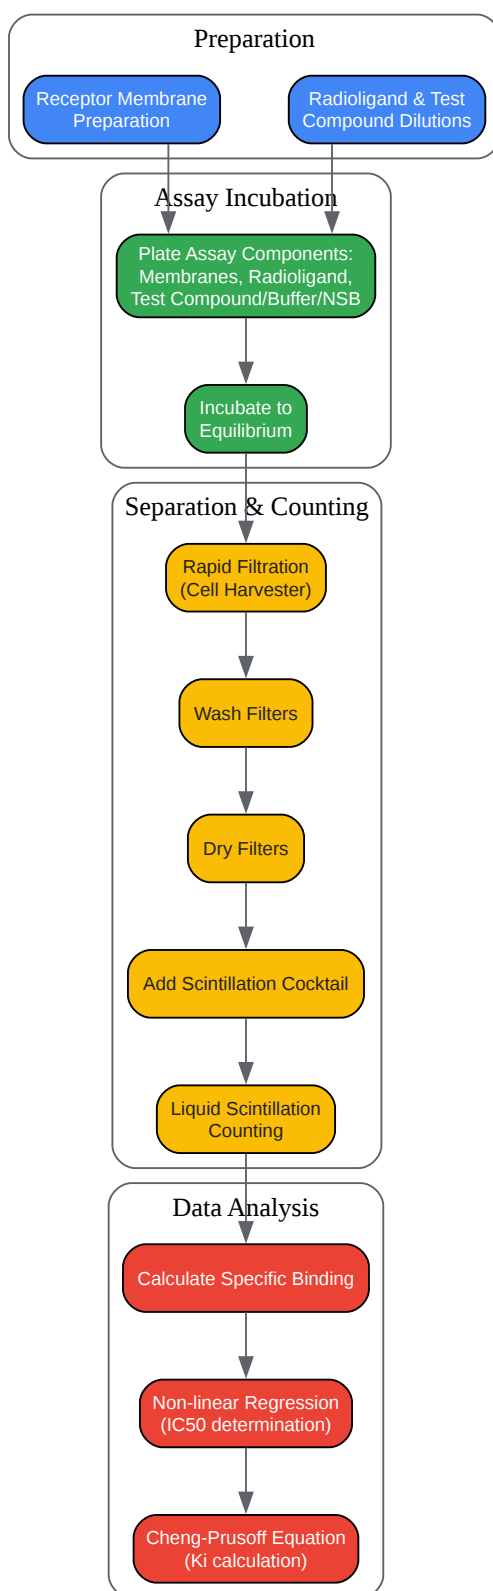 Preparation
Receptor Membrane
Preparation
Radioligand & Test
Compound Dilutions
Assay Incubation
Plate Assay Components:
Membranes, Radioligand,
Test Compound/Buffer/NSB
Incubate to
Equilibrium
Separation & Counting
Rapid Filtration
(Cell Harvester)
Wash Filters
Dry Filters
Add Scintillation Cocktail
Liquid Scintillation
Counting
Data Analysis
Calculate Specific Binding
Non-linear Regression
(IC50 determination)
Cheng-Prusoff Equation
(Ki calculation)